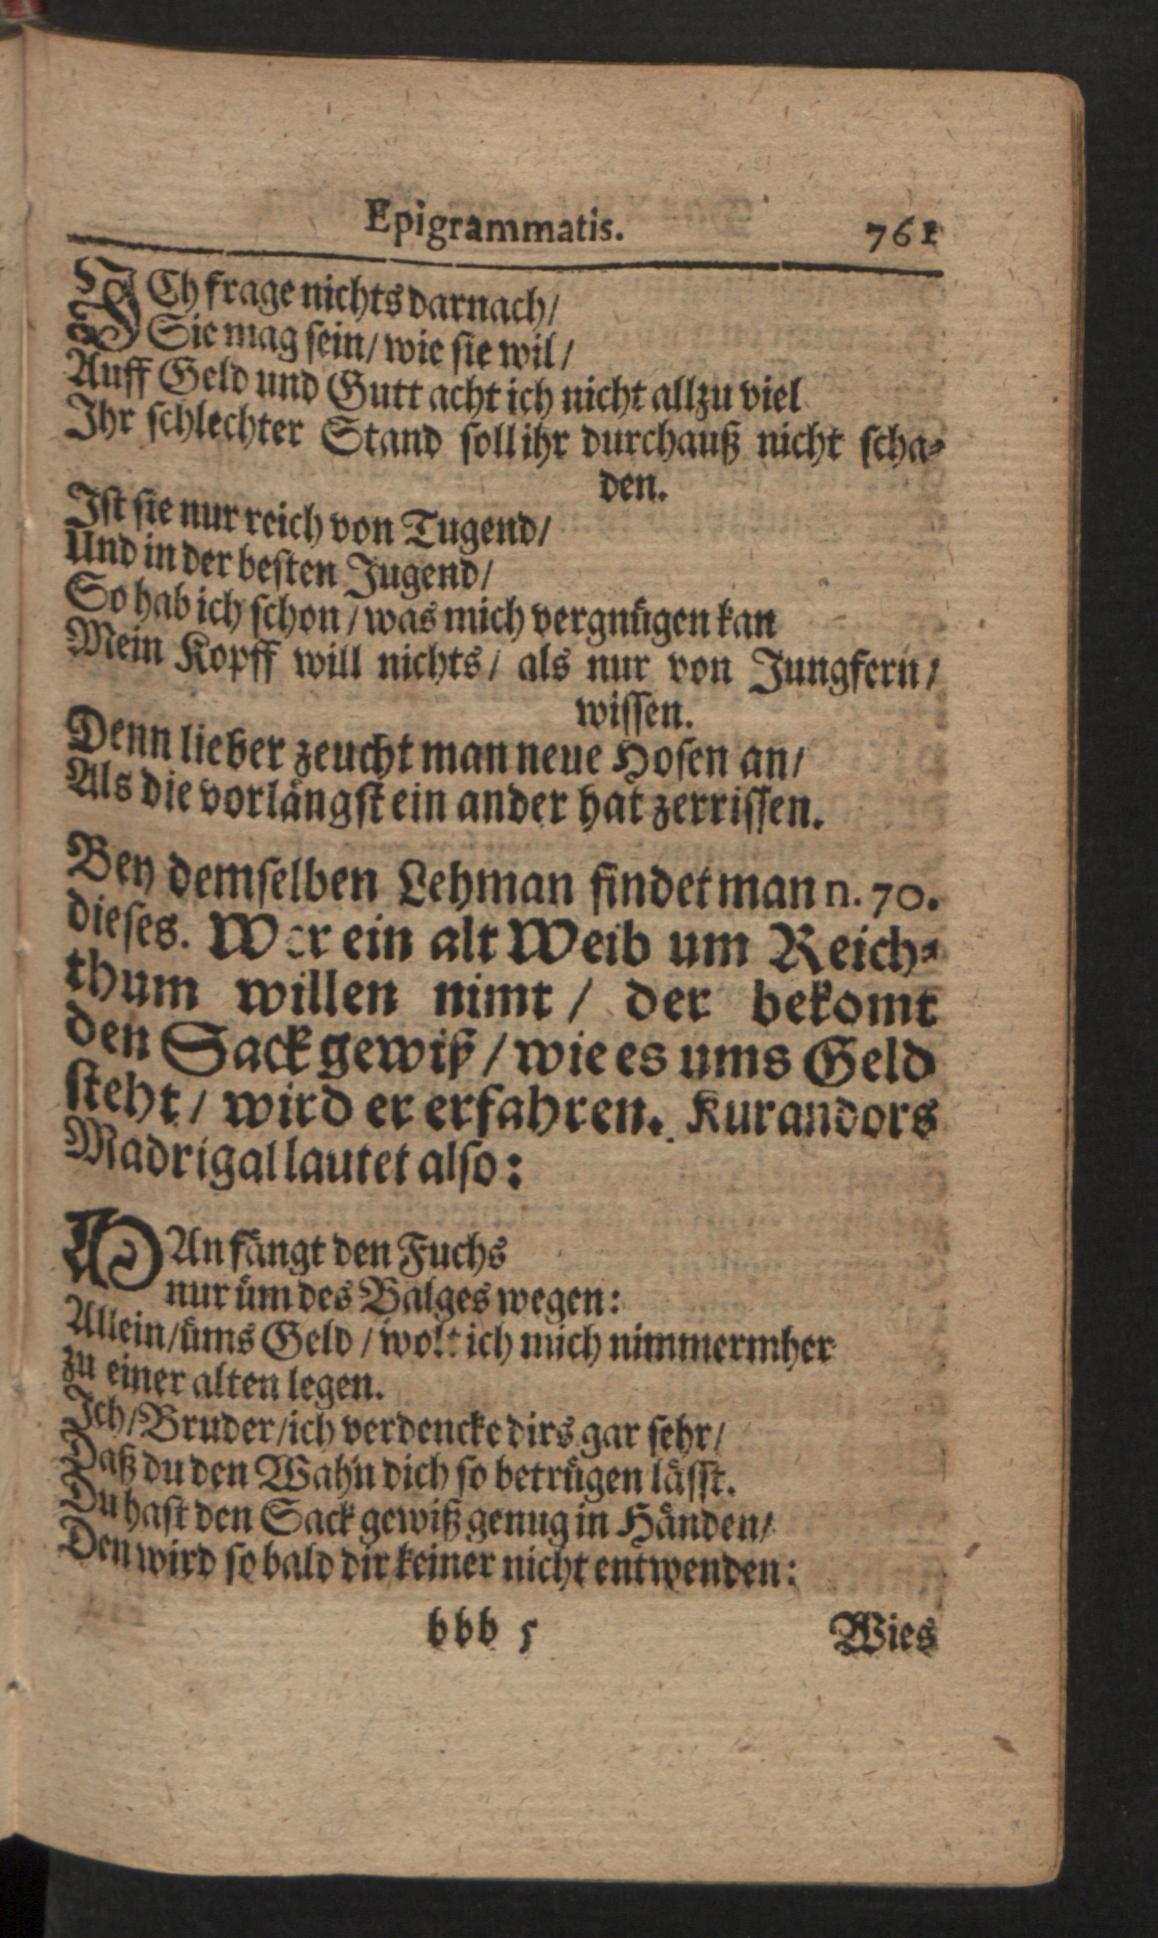 Epigrammatis. 761
ICh frage nichts darnach/
Sie mag sein/ wie sie wil/
Auff Geld und Gutt acht ich nicht allzu viel
Ihr schlechter Stand soll ihr durchauß nicht scha-
den.
Ist sie nur reich von Tugend/
Und in der besten Jugend/
So hab ich schon/ was mich vergnügen kan
Mein Kopff will nichts/ als nur von Jungfern/
wissen.
Denn lieber zeucht man neue Hosen an/
Als die vorlängst ein ander hat zerrissen.
Bey demselben Lehman findet man n. 70.
dieses. Wer ein alt Weib um Reich-
thum willen nimt/ der bekomt
den Sack gewiß/ wie es ums Geld
steht/ wird er erfahren. Kurandors
Madrigal lautet also:
MAn fängt den Fuchs
nur üm des Balges wegen:
Allein/ üms Geld/ wolt ich mich nimmermher
zu einer alten legen.
Ich/ Bruder/ ich verdencke dirs gar sehr/
Daß du den Wahn dich so betrügen lässt.
Du hast den Sack gewiß genug in Händen/
Den wird so bald dir keiner nicht entwenden:
bbb 5 Wies